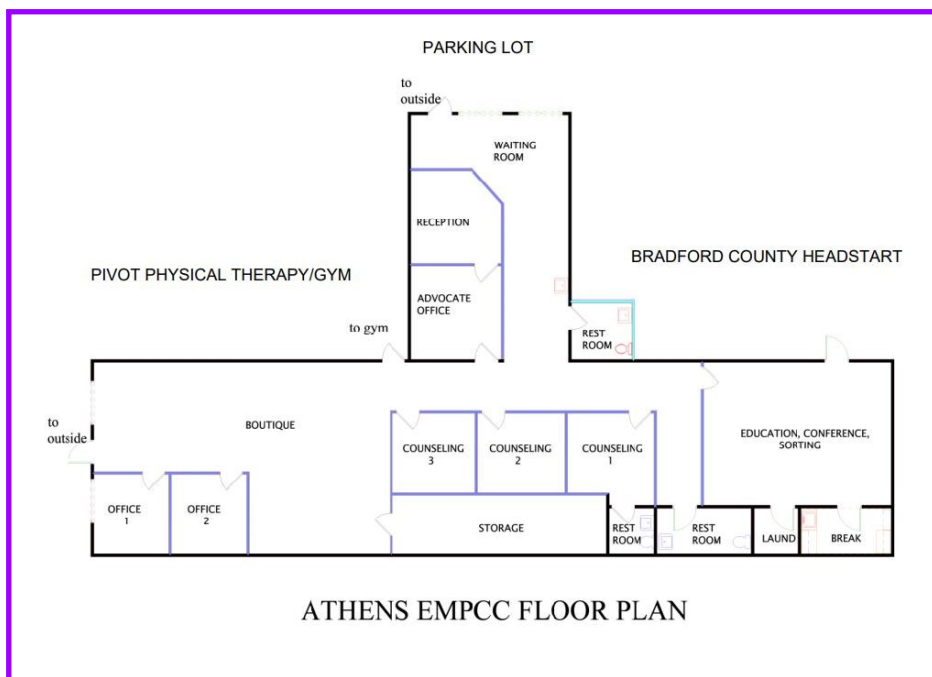 PARKING LOT
to
outside
WAITING
ROOM
RECEPTION
BRADFORD COUNTY HEADSTART
PIVOT PHYSICAL THERAPY/GYM
ADVOCATE
OFFICE
to gym
REST
ROOM
to
outside
BOUTIQUE
EDUCATION, CONFERENCE,
SORTING
COUNSELING
3
COUNSELING
2
COUNSELING
1
OFFICE
1
OFFICE
2
STORAGE
REST
ROOM
REST
ROOM
LAUND
BREAK
ATHENS EMPCC FLOOR PLAN